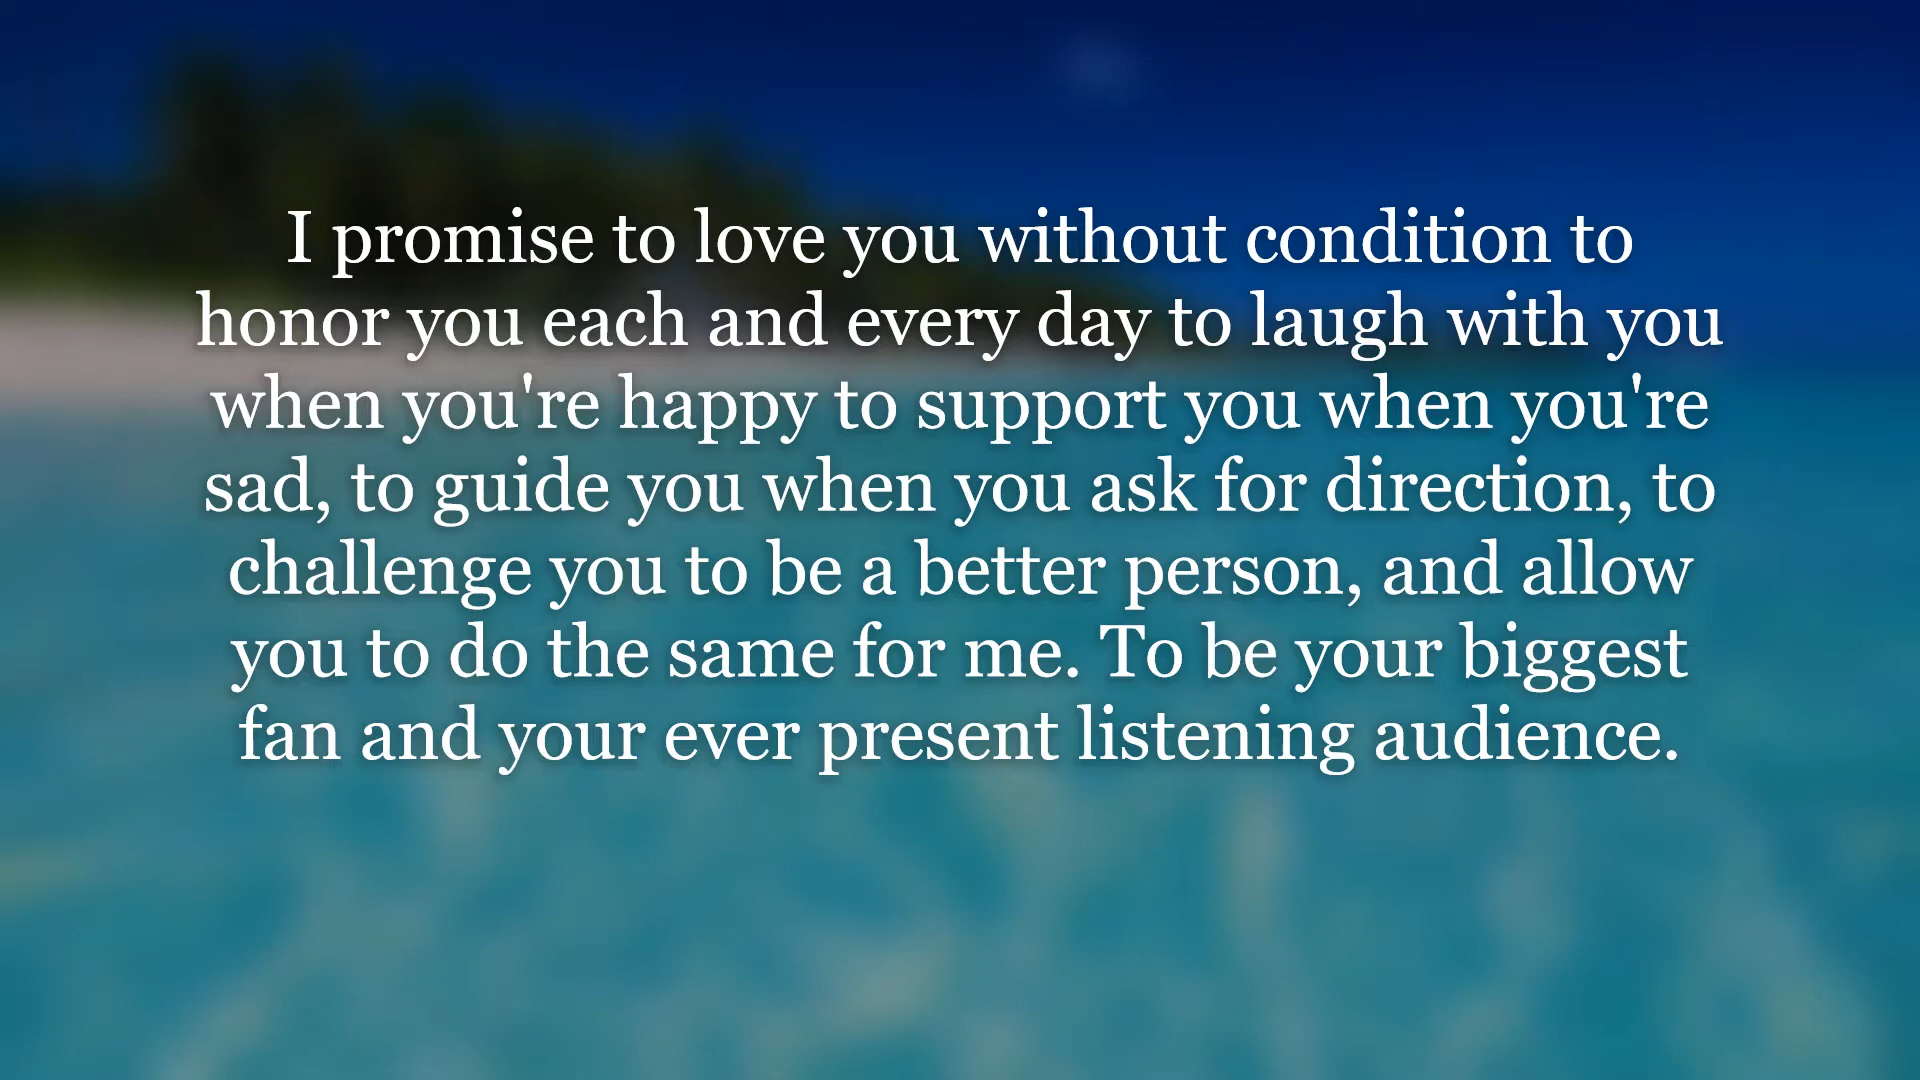 I promise to love you without condition to
honor you each and every day to laugh with you
when you're happy to support you when you're
sad, to guide you when you ask for direction, to
challenge you to be a better person, and allow
you to do the same for me. To be your biggest
fan and your ever present listening audience.